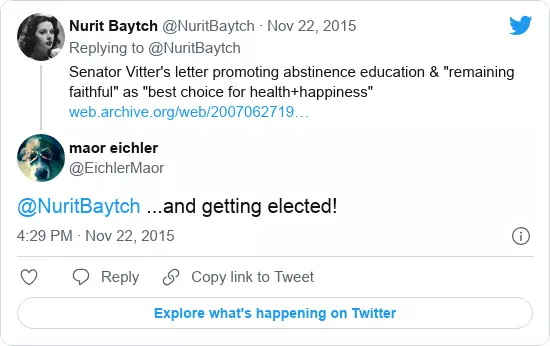 Nurit Baytch @NuritBaytch · Nov 22, 2015
Replying to @NuritBaytch
Senator Vitter's letter promoting abstinence education & "remaining
faithful" as "best choice for health+happiness"
web.archive.org/web/2007062719…
maor eichler
@EichlerMaor
@NuritBaytch ...and getting elected!
4:29 PM · Nov 22, 2015
Reply
Copy link to Tweet
Explore what's happening on Twitter